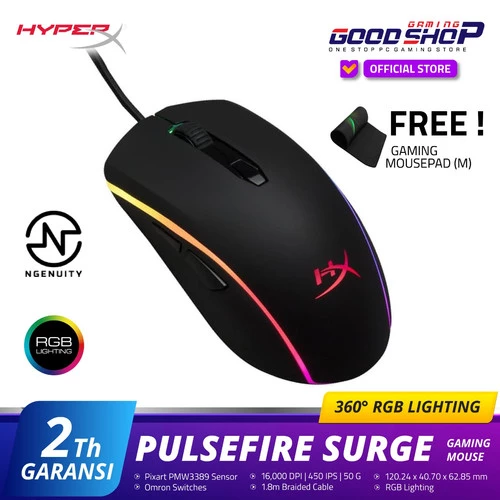 HYPERX
GAMING
GOODSHOP
ONE STOP PC GAMING STORE
OFFICIAL STORE
FREE !
GAMING
MOUSEPAD (M)
NGENUITY
RGB
LIGHTING
HX
360° RGB LIGHTING
2Th
GARANSI
PULSEFIRE SURGE
GAMING
MOUSE
• Pixart PMW3389 Sensor
• 16,000 DPI | 450 IPS | 50 G
• 120.24 x 40.70 x 62.85 mm
• Omron Switches
• 1.8m Braided Cable
• RGB Lighting